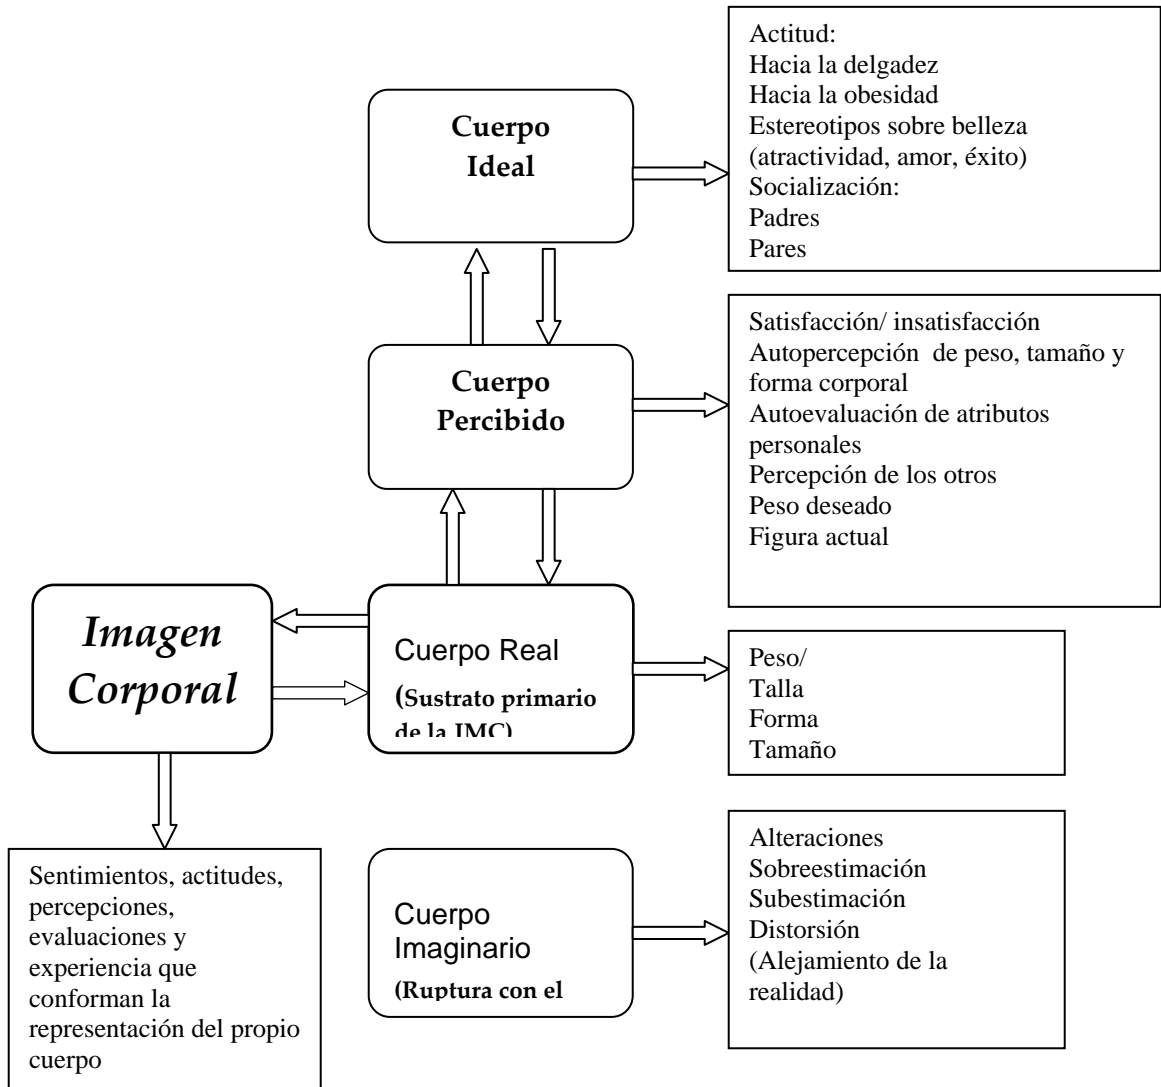 Actitud:
Hacia la delgadez
Hacia la obesidad
Estereotipos sobre belleza
(atractividad, amor, éxito)
Socialización:
Padres
Pares
Cuerpo
Ideal
Satisfacción/ insatisfacción
Autopercepción de peso, tamaño y
forma corporal
Autoevaluación de atributos
personales
Percepción de los otros
Peso deseado
Figura actual
Cuerpo
Percibido
Imagen
Corporal
Cuerpo Real
(Sustrato primario
de la IMC)
Peso/
Talla
Forma
Tamaño
Sentimientos, actitudes,
percepciones,
evaluaciones y
experiencia que
conforman la
representación del propio
cuerpo
Cuerpo
Imaginario
(Ruptura con el
Alteraciones
Sobreestimación
Subestimación
Distorsión
(Alejamiento de la
realidad)